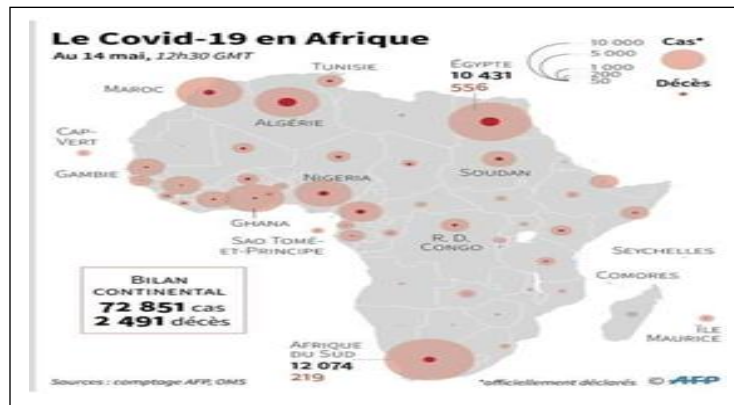 Le Covid-19 en Afrique
Au 14 mai, 12h30 GMT
10 000
5 000
1 000
200
50
Cas*
Décès
TUNISIE
MAROC
ALGÉRIE
ÉGYPTE
10 431
556
CAP-
VERT
GAMBIE
NIGERIA
SOUDAN
GHANA
SAO TOMÉ-
ET-PRINCIPE
R. D.
CONGO
SEYCHELLES
COMORES
ÎLE
MAURICE
BILAN
CONTINENTAL
72 851 cas
2 491 décès
AFRIQUE
DU SUD
12 074
219
Sources : comptage AFP, OMS
*officiellement déclarés
© AFP